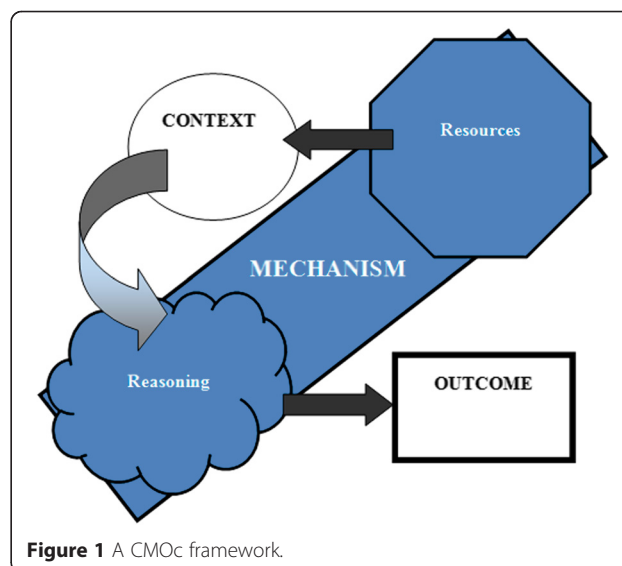 CONTEXT
Resources
MECHANISM
Reasoning
OUTCOME
Figure 1 A CMOc framework.